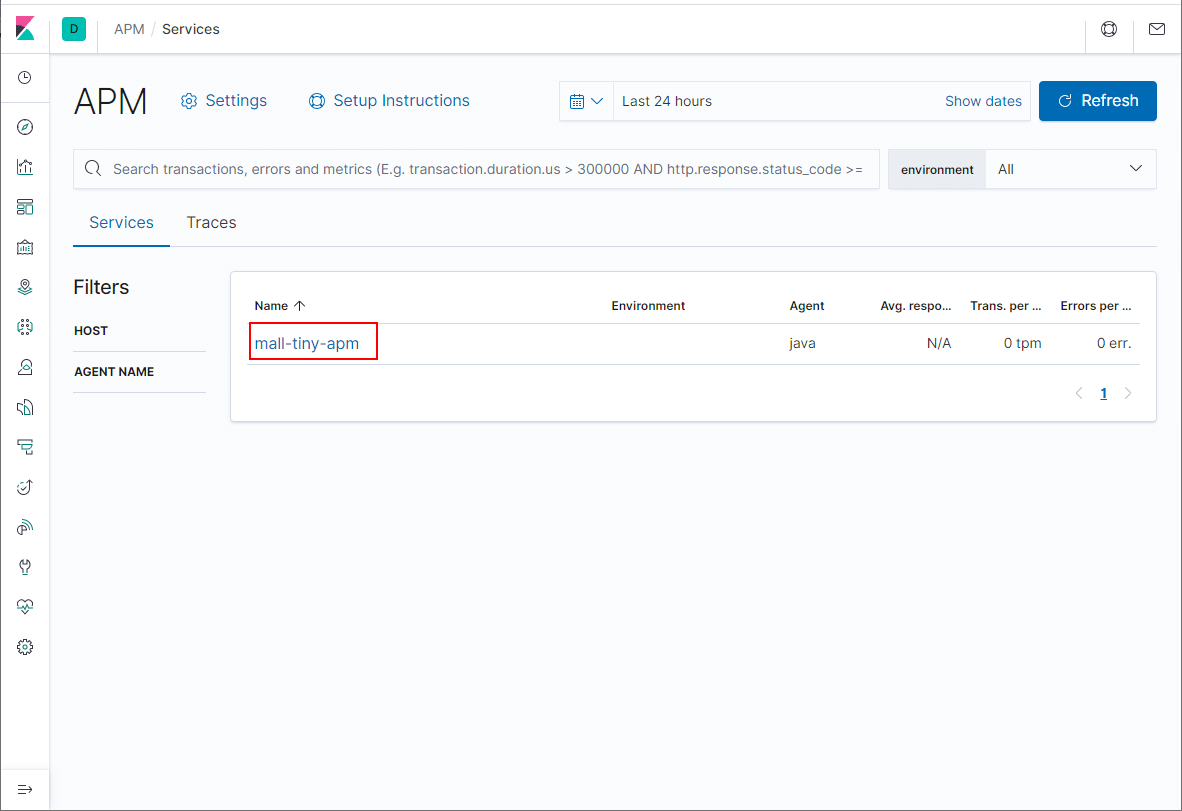 D APM / Services
APM Settings Setup Instructions Last 24 hours Show dates Refresh
Search transactions, errors and metrics (E.g. transaction.duration.us > 300000 AND http.response.status_code >= environment All
Services Traces
Filters
HOST
AGENT NAME
Name Environment Agent Avg. respo... Trans. per ... Errors per ...
mall-tiny-apm java N/A 0 tpm 0 err.
1